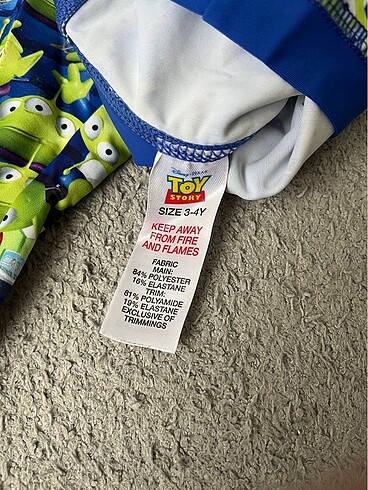 Disney · PIXAR
TOY
STORY
SIZE 3-4Y
KEEP AWAY
FROM FIRE
AND FLAMES
FABRIC
MAIN:
84% POLYESTER
16% ELASTANE
TRIM:
81% POLYAMIDE
19% ELASTANE
EXCLUSIVE OF
TRIMMINGS